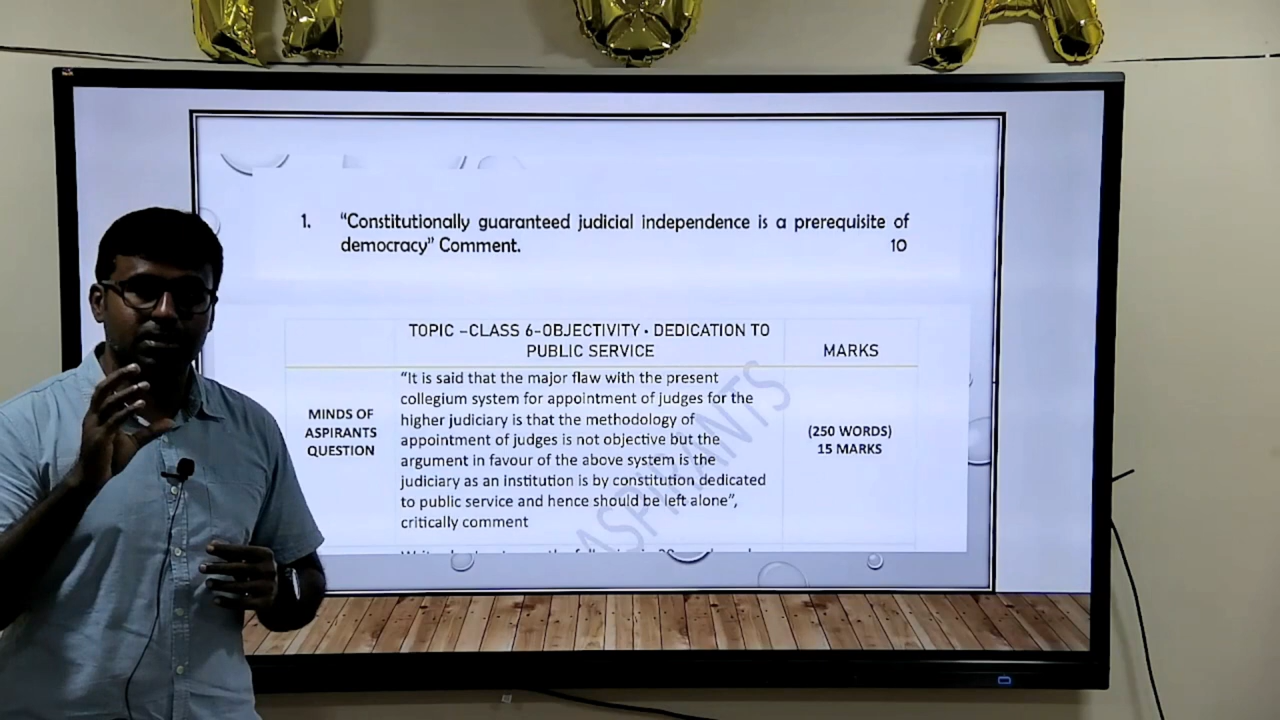 1. “Constitutionally guaranteed judicial independence is a prerequisite of
democracy” Comment. 10
TOPIC –CLASS 6-OBJECTIVITY • DEDICATION TO
PUBLIC SERVICE
MARKS
MINDS OF
ASPIRANTS
QUESTION
“It is said that the major flaw with the present
collegium system for appointment of judges for the
higher judiciary is that the methodology of
appointment of judges is not objective but the
argument in favour of the above system is the
judiciary as an institution is by constitution dedicated
to public service and hence should be left alone”,
critically comment
(250 WORDS)
15 MARKS
ASPIRANTS